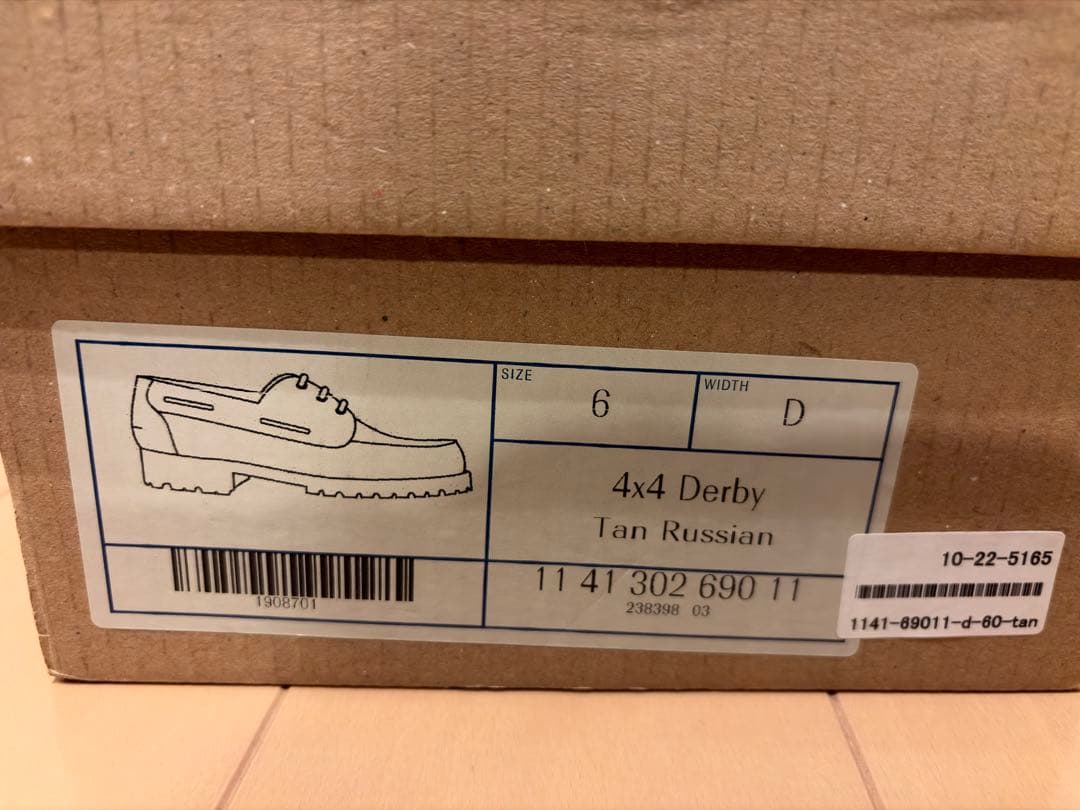 SIZE
6
WIDTH
D
4x4 Derby
Tan Russian
1908701
11 41 302 690 11
238398 03
10-22-5165
1141-69011-d-60-tan